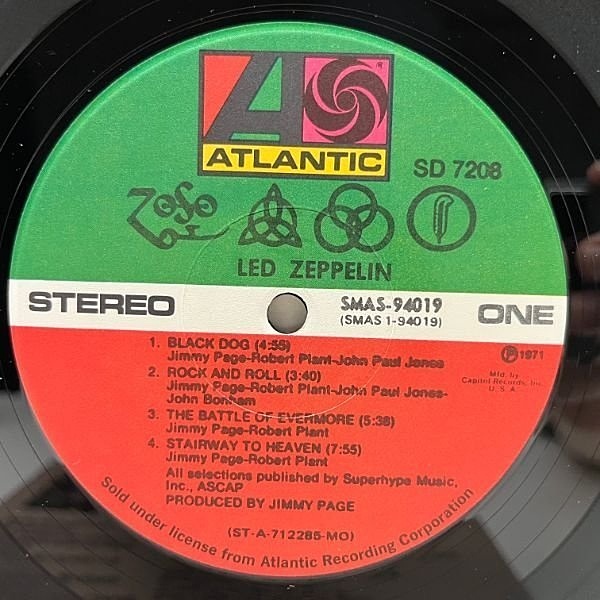 ATLANTIC
SD 7208
LED ZEPPELIN
STEREO
SMAS-94019
(SMAS 1-94019)
ONE
1. BLACK DOG (4:55)
Jimmy Page-Robert Plant-John Paul Jones
2. ROCK AND ROLL (3:40)
Jimmy Page-Robert Plant-John Paul Jones-
John Bonham
3. THE BATTLE OF EVERMORE (5:38)
Jimmy Page-Robert Plant
4. STAIRWAY TO HEAVEN (7:55)
Jimmy Page-Robert Plant
All selections published by Superhype Music,
Inc., ASCAP
PRODUCED BY JIMMY PAGE
℗1971
Mfd. by
Capitol Records, Inc.
U.S.A.
(ST-A-712285-MO)
Sold under license from Atlantic Recording Corporation